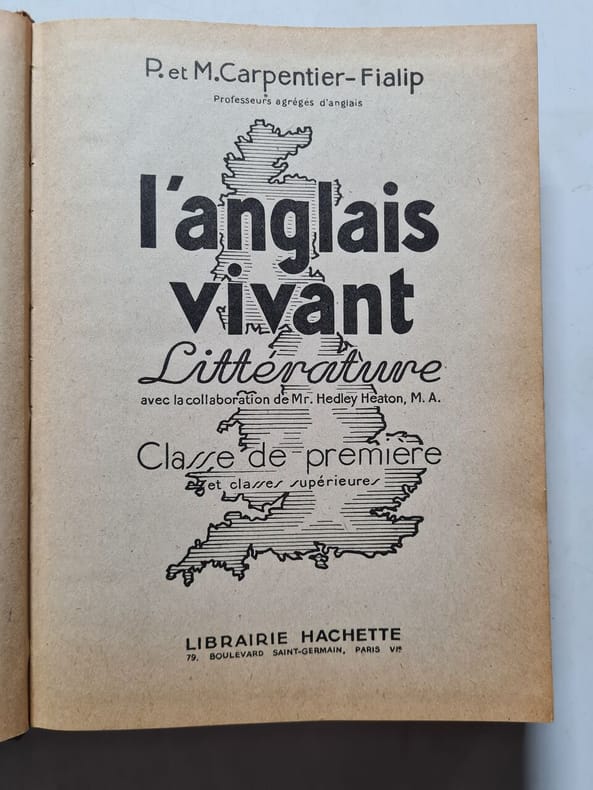 P. et M. Carpentier-Fialip
Professeurs agrégés d'anglais
l'anglais
vivant
Littérature
avec la collaboration de Mr. Hedley Heaton, M. A.
Classe de première
et classes supérieures
LIBRAIRIE HACHETTE
79, BOULEVARD SAINT-GERMAIN, PARIS VIe